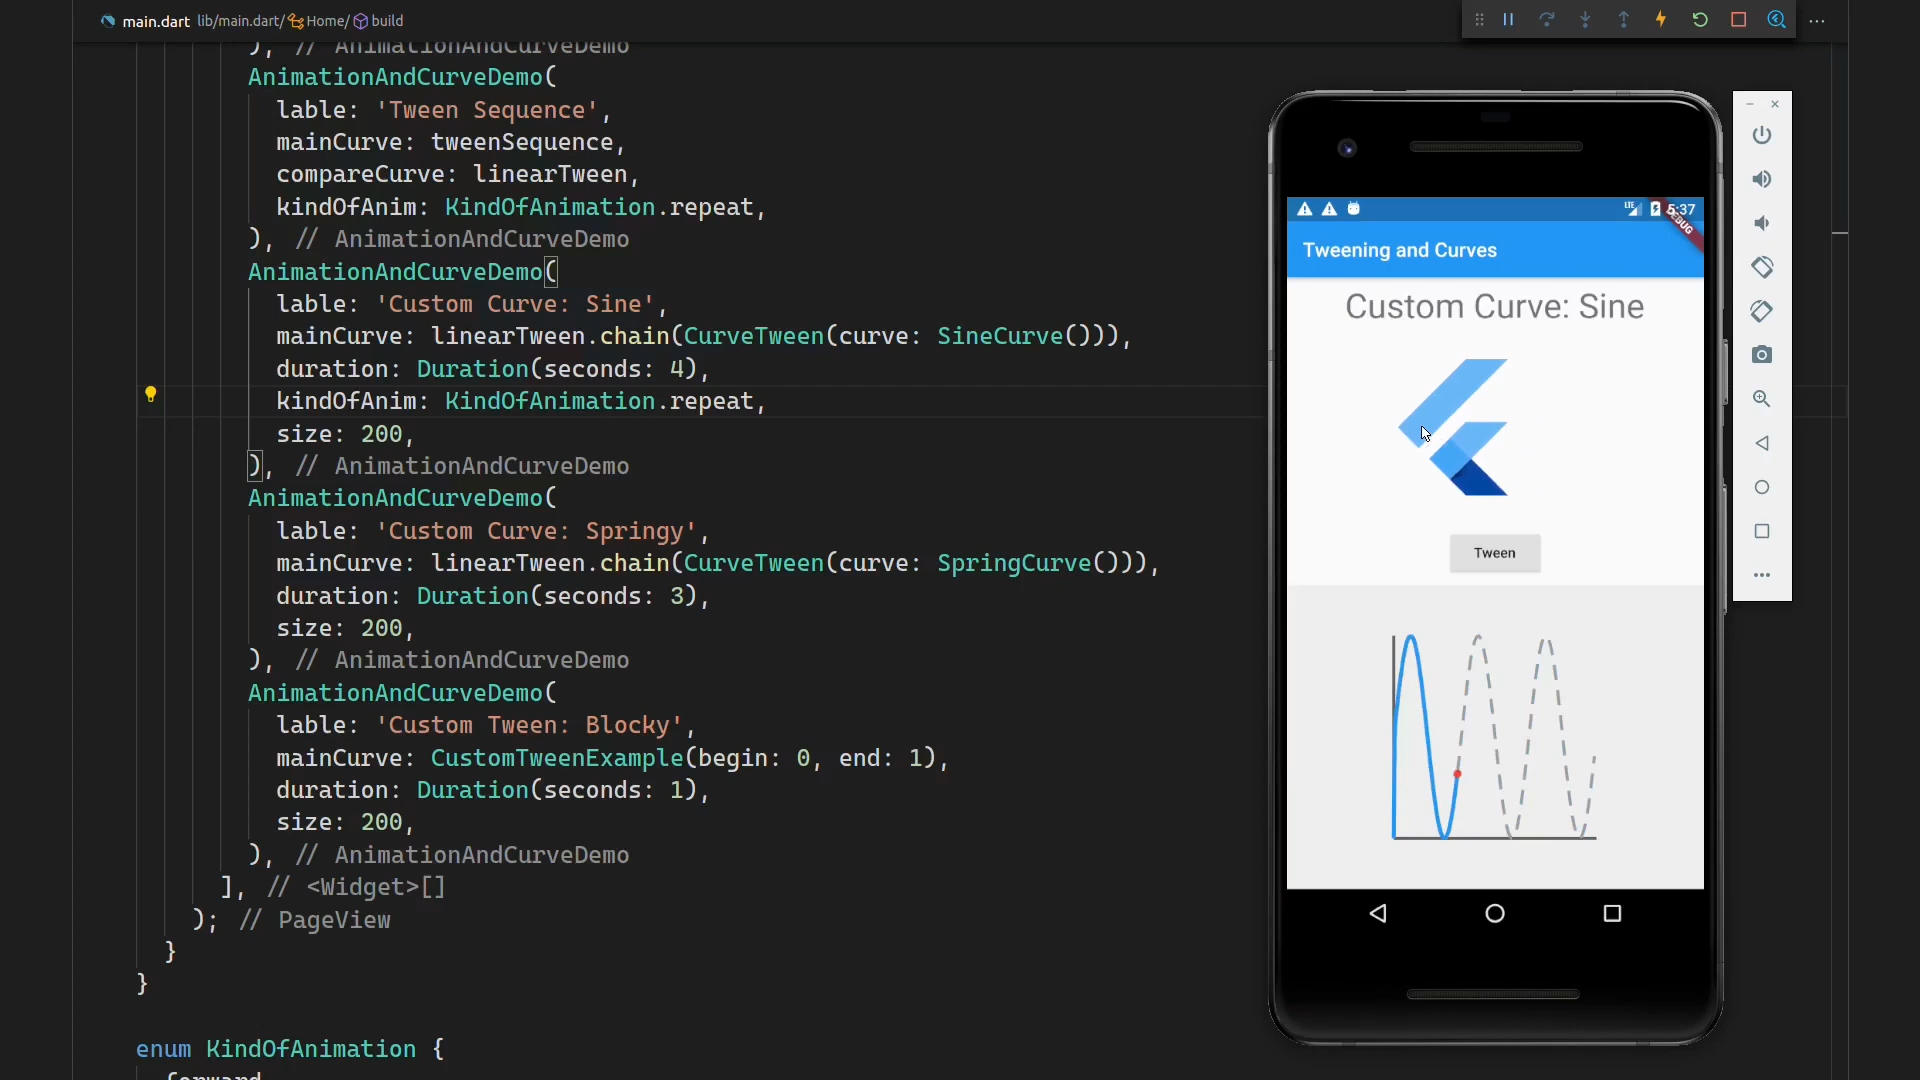 main.dart lib/main.dart/ Home/ build
), // AnimationAndCurveDemo
AnimationAndCurveDemo(
lable: 'Tween Sequence',
mainCurve: tweenSequence,
compareCurve: linearTween,
kindOfAnim: KindOfAnimation.repeat,
), // AnimationAndCurveDemo
AnimationAndCurveDemo(
lable: 'Custom Curve: Sine',
mainCurve: linearTween.chain(CurveTween(curve: SineCurve())),
duration: Duration(seconds: 4),
kindOfAnim: KindOfAnimation.repeat,
size: 200,
), // AnimationAndCurveDemo
AnimationAndCurveDemo(
lable: 'Custom Curve: Springy',
mainCurve: linearTween.chain(CurveTween(curve: SpringCurve())),
duration: Duration(seconds: 3),
size: 200,
), // AnimationAndCurveDemo
AnimationAndCurveDemo(
lable: 'Custom Tween: Blocky',
mainCurve: CustomTweenExample(begin: 0, end: 1),
duration: Duration(seconds: 1),
size: 200,
), // AnimationAndCurveDemo
], // <Widget>[]
); // PageView
}
}
enum KindOfAnimation {
forward
LTE 5:37
DEBUG
Tweening and Curves
Custom Curve: Sine
Tween